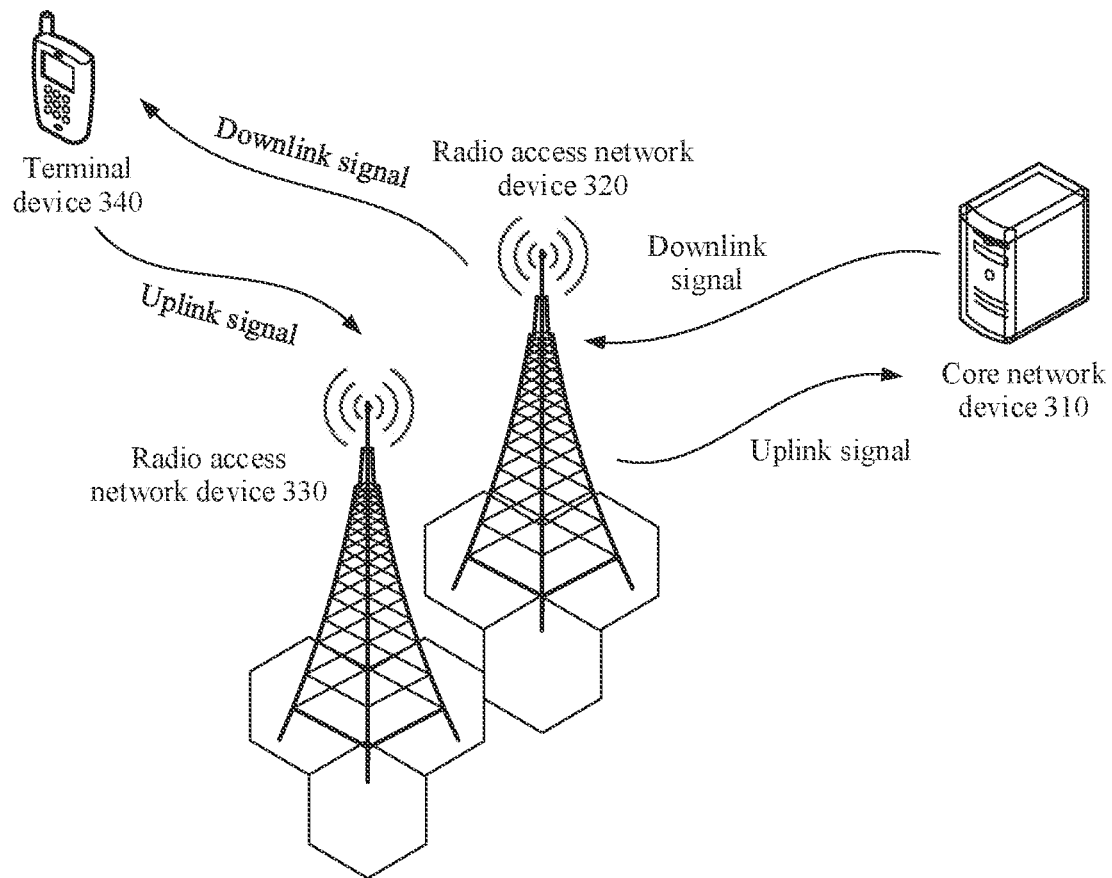 Terminal
device 340
Downlink signal
Uplink signal
Radio access network
device 320
Downlink
signal
Core network
device 310
Uplink signal
Radio access
network device 330